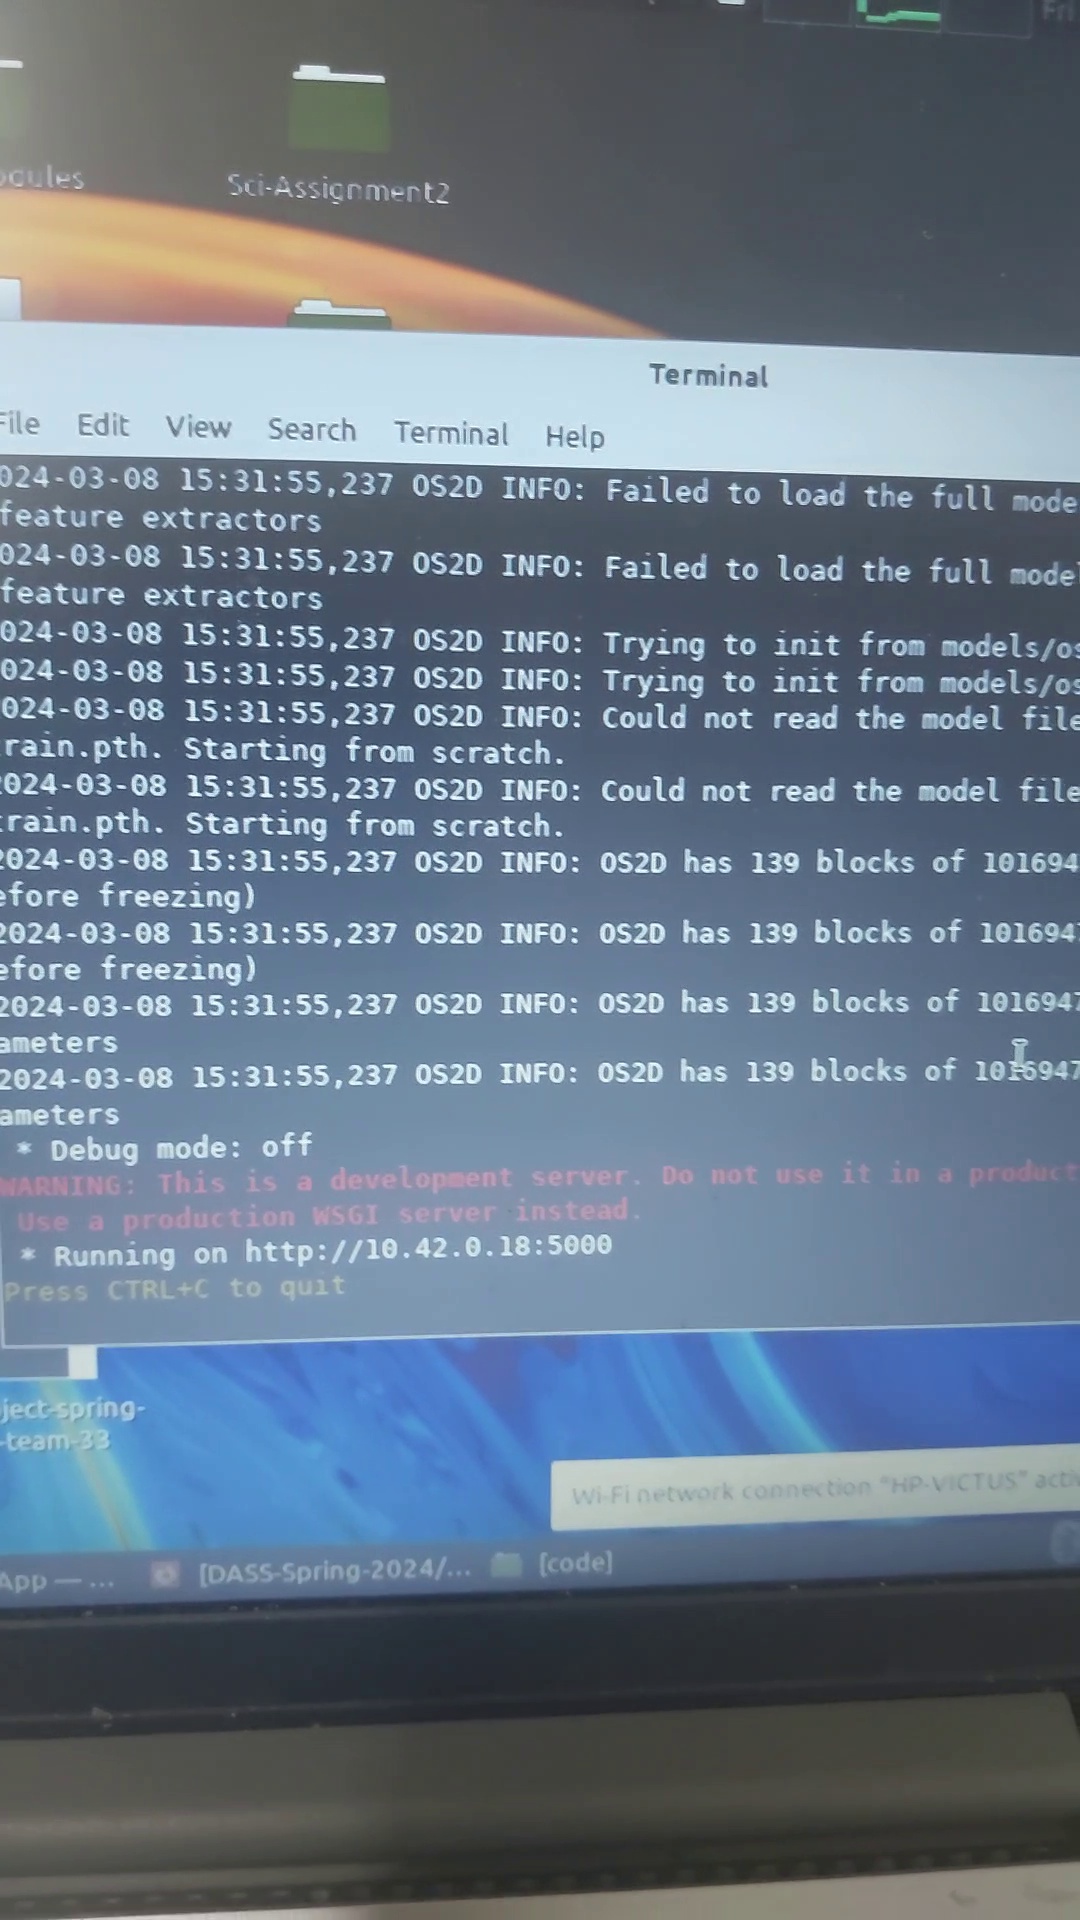 Fri
odules
Sci-Assignment2
Terminal
File Edit View Search Terminal Help
024-03-08 15:31:55,237 OS2D INFO: Failed to load the full mode
feature extractors
024-03-08 15:31:55,237 OS2D INFO: Failed to load the full model
feature extractors
024-03-08 15:31:55,237 OS2D INFO: Trying to init from models/os
024-03-08 15:31:55,237 OS2D INFO: Trying to init from models/os
024-03-08 15:31:55,237 OS2D INFO: Could not read the model file
rain.pth. Starting from scratch.
2024-03-08 15:31:55,237 OS2D INFO: Could not read the model file
train.pth. Starting from scratch.
2024-03-08 15:31:55,237 OS2D INFO: OS2D has 139 blocks of 101694
efore freezing)
2024-03-08 15:31:55,237 OS2D INFO: OS2D has 139 blocks of 1016947
efore freezing)
2024-03-08 15:31:55,237 OS2D INFO: OS2D has 139 blocks of 1016947
ameters
2024-03-08 15:31:55,237 OS2D INFO: OS2D has 139 blocks of 1016947
ameters
* Debug mode: off
WARNING: This is a development server. Do not use it in a product
Use a production WSGI server instead.
* Running on http://10.42.0.18:5000
Press CTRL+C to quit
ject-spring-
-team-33
Wi-Fi network connection "HP-VICTUS" activ
App — ... [DASS-Spring-2024/... [code]